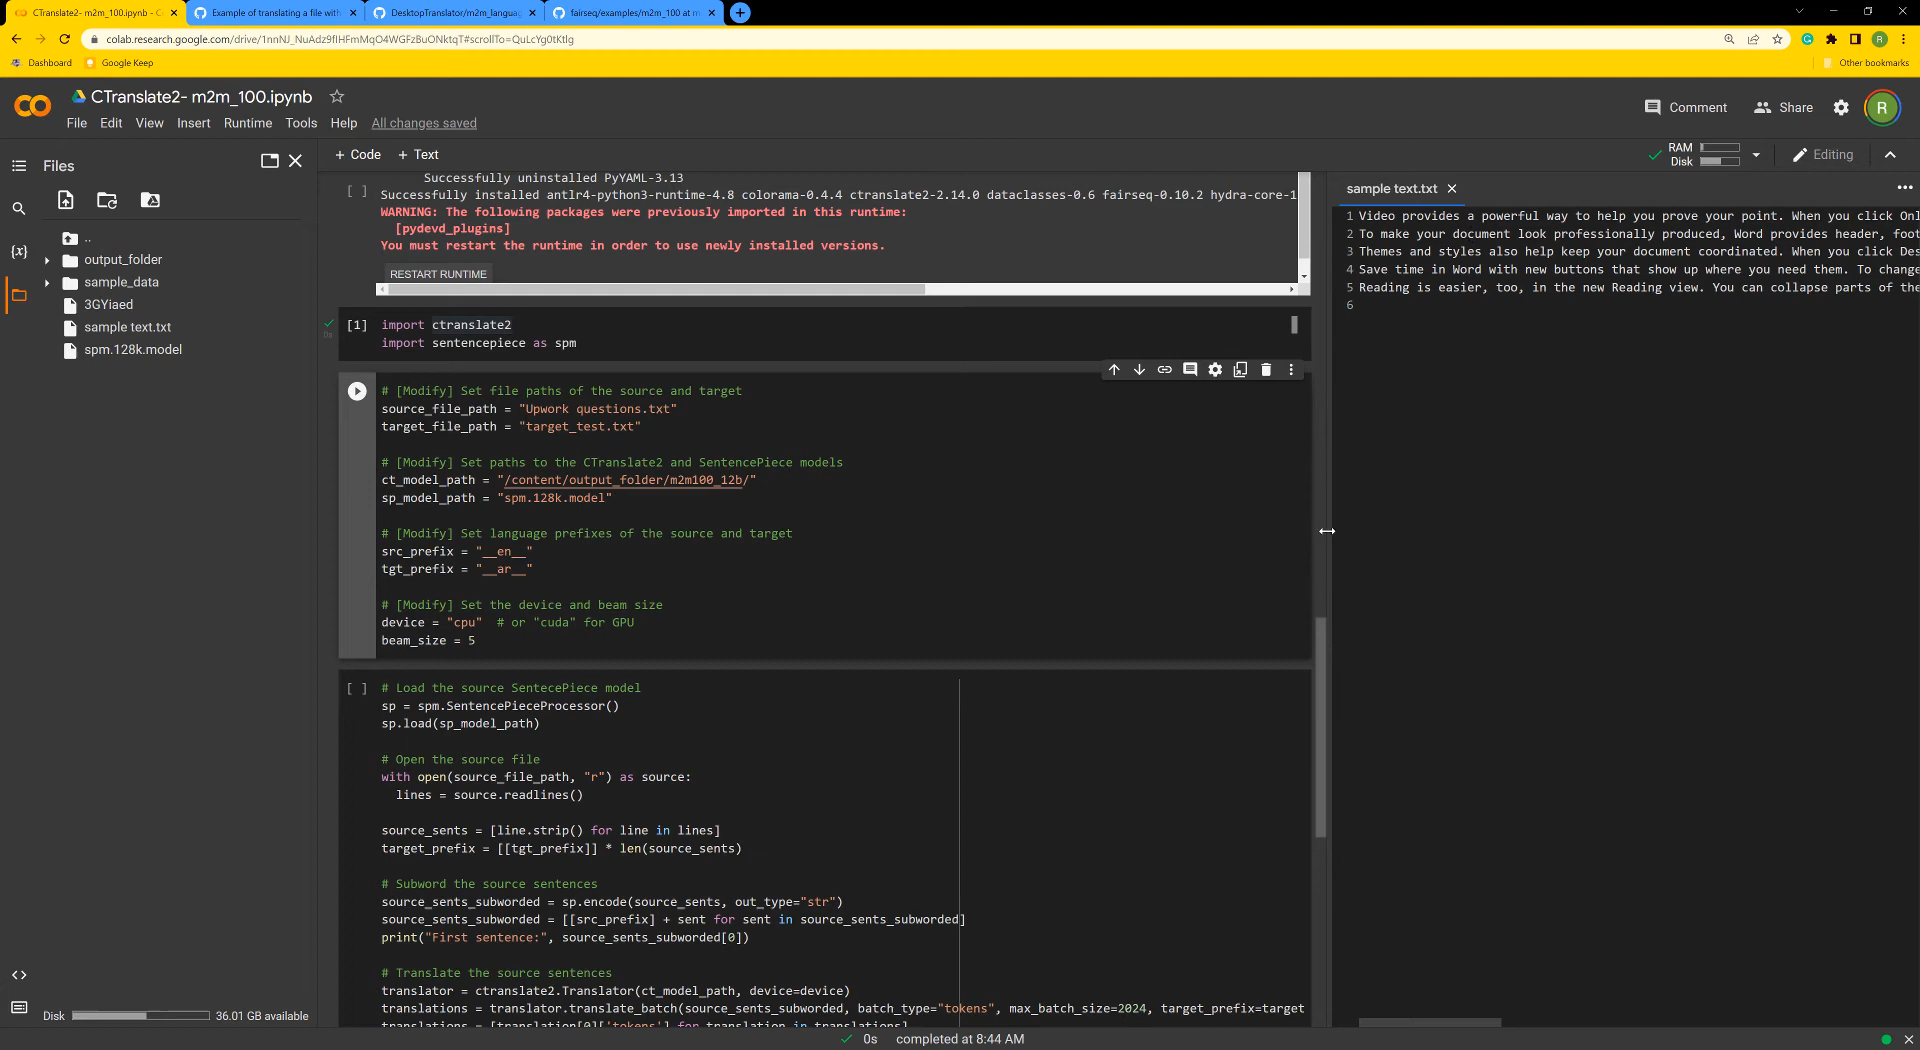 CTranslate2- m2m_100.ipynb - C
Example of translating a file with
DesktopTranslator/m2m_langua
fairseq/examples/m2m_100 at m
colab.research.google.com/drive/1nnNJ_NuAdz9flHFmMqO4WGFzBuONktqT#scrollTo=QuLcYg0tKtlg
R
Dashboard
Google Keep
Other bookmarks
CO
CTranslate2- m2m_100.ipynb
File Edit View Insert Runtime Tools Help All changes saved
Comment
Share
R
Files
+ Code + Text
RAM
Disk
Editing
..
output_folder
sample_data
3GYiaed
sample text.txt
spm.128k.model
Disk 36.01 GB available
Successfully uninstalled PyYAML-3.13
[ ] Successfully installed antlr4-python3-runtime-4.8 colorama-0.4.4 ctranslate2-2.14.0 dataclasses-0.6 fairseq-0.10.2 hydra-core-1
WARNING: The following packages were previously imported in this runtime:
[pydevd_plugins]
You must restart the runtime in order to use newly installed versions.
RESTART RUNTIME
[1] import ctranslate2
0s
import sentencepiece as spm
# [Modify] Set file paths of the source and target
source_file_path = "Upwork questions.txt"
target_file_path = "target_test.txt"
# [Modify] Set paths to the CTranslate2 and SentencePiece models
ct_model_path = "/content/output_folder/m2m100_12b/"
sp_model_path = "spm.128k.model"
# [Modify] Set language prefixes of the source and target
src_prefix = "__en__"
tgt_prefix = "__ar__"
# [Modify] Set the device and beam size
device = "cpu"  # or "cuda" for GPU
beam_size = 5
[ ] # Load the source SentecePiece model
sp = spm.SentencePieceProcessor()
sp.load(sp_model_path)
# Open the source file
with open(source_file_path, "r") as source:
lines = source.readlines()
source_sents = [line.strip() for line in lines]
target_prefix = [[tgt_prefix]] * len(source_sents)
# Subword the source sentences
source_sents_subworded = sp.encode(source_sents, out_type="str")
source_sents_subworded = [[src_prefix] + sent for sent in source_sents_subworded]
print("First sentence:", source_sents_subworded[0])
# Translate the source sentences
translator = ctranslate2.Translator(ct_model_path, device=device)
translations = translator.translate_batch(source_sents_subworded, batch_type="tokens", max_batch_size=2024, target_prefix=target
translations = [translation[0]['tokens'] for translation in translations]
sample text.txt
1 Video provides a powerful way to help you prove your point. When you click Onl
2 To make your document look professionally produced, Word provides header, foot
3 Themes and styles also help keep your document coordinated. When you click Des
4 Save time in Word with new buttons that show up where you need them. To change
5 Reading is easier, too, in the new Reading view. You can collapse parts of the
6
0s completed at 8:44 AM